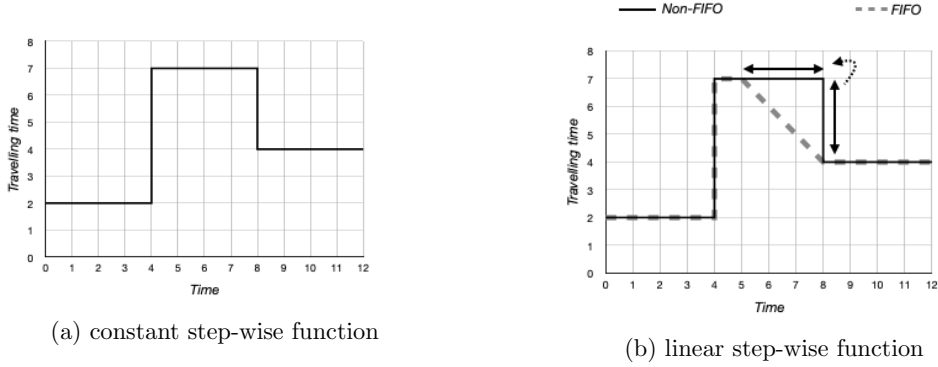 Non-FIFO
FIFO
8
7
6
5
4
3
2
1
0
Travelling time
0 1 2 3 4 5 6 7 8 9 10 11 12
Time
(a) constant step-wise function
8
7
6
5
4
3
2
1
0
Travelling time
0 1 2 3 4 5 6 7 8 9 10 11 12
Time
(b) linear step-wise function